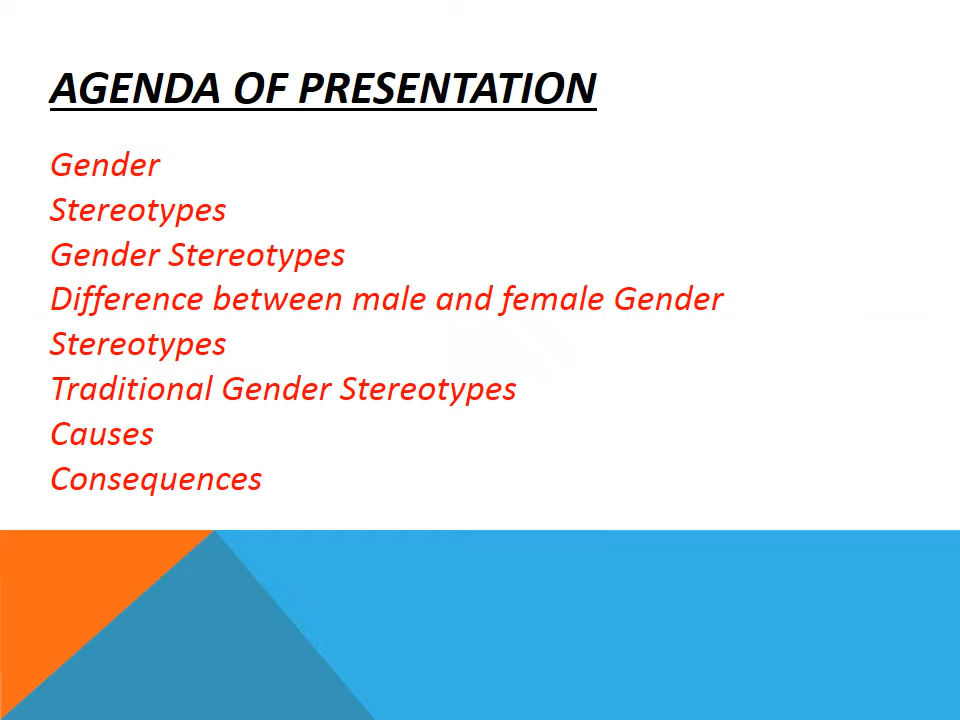 AGENDA OF PRESENTATION
Gender
Stereotypes
Gender Stereotypes
Difference between male and female Gender
Stereotypes
Traditional Gender Stereotypes
Causes
Consequences